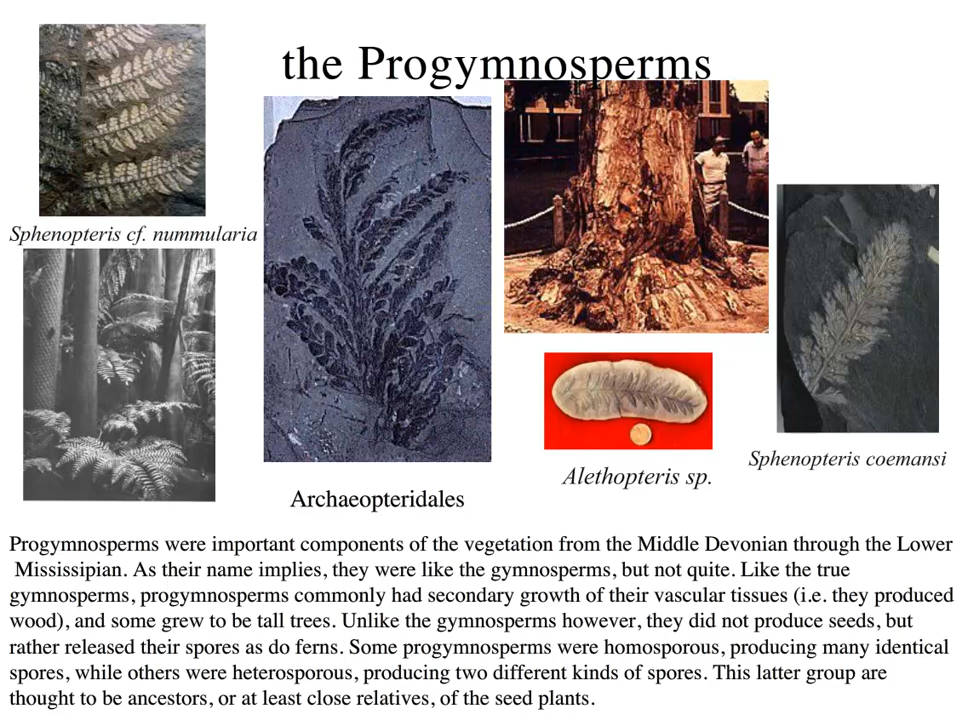 the Progymnosperms
Sphenopteris cf. nummularia
Archaeopteridales
Alethopteris sp.
Sphenopteris coemansi
Progymnosperms were important components of the vegetation from the Middle Devonian through the Lower
Mississipian. As their name implies, they were like the gymnosperms, but not quite. Like the true
gymnosperms, progymnosperms commonly had secondary growth of their vascular tissues (i.e. they produced
wood), and some grew to be tall trees. Unlike the gymnosperms however, they did not produce seeds, but
rather released their spores as do ferns. Some progymnosperms were homosporous, producing many identical
spores, while others were heterosporous, producing two different kinds of spores. This latter group are
thought to be ancestors, or at least close relatives, of the seed plants.